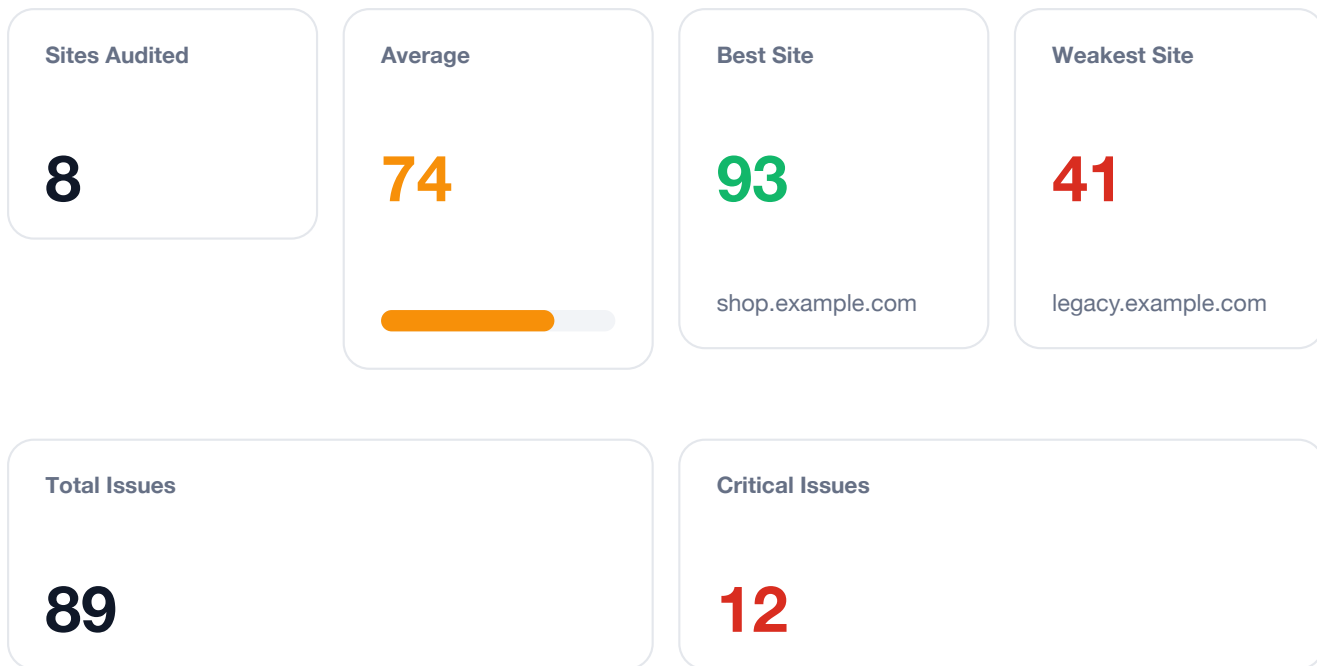 Sites Audited
8
Average
74
Best Site
93
shop.example.com
Weakest Site
41
legacy.example.com
Total Issues
89
Critical Issues
12